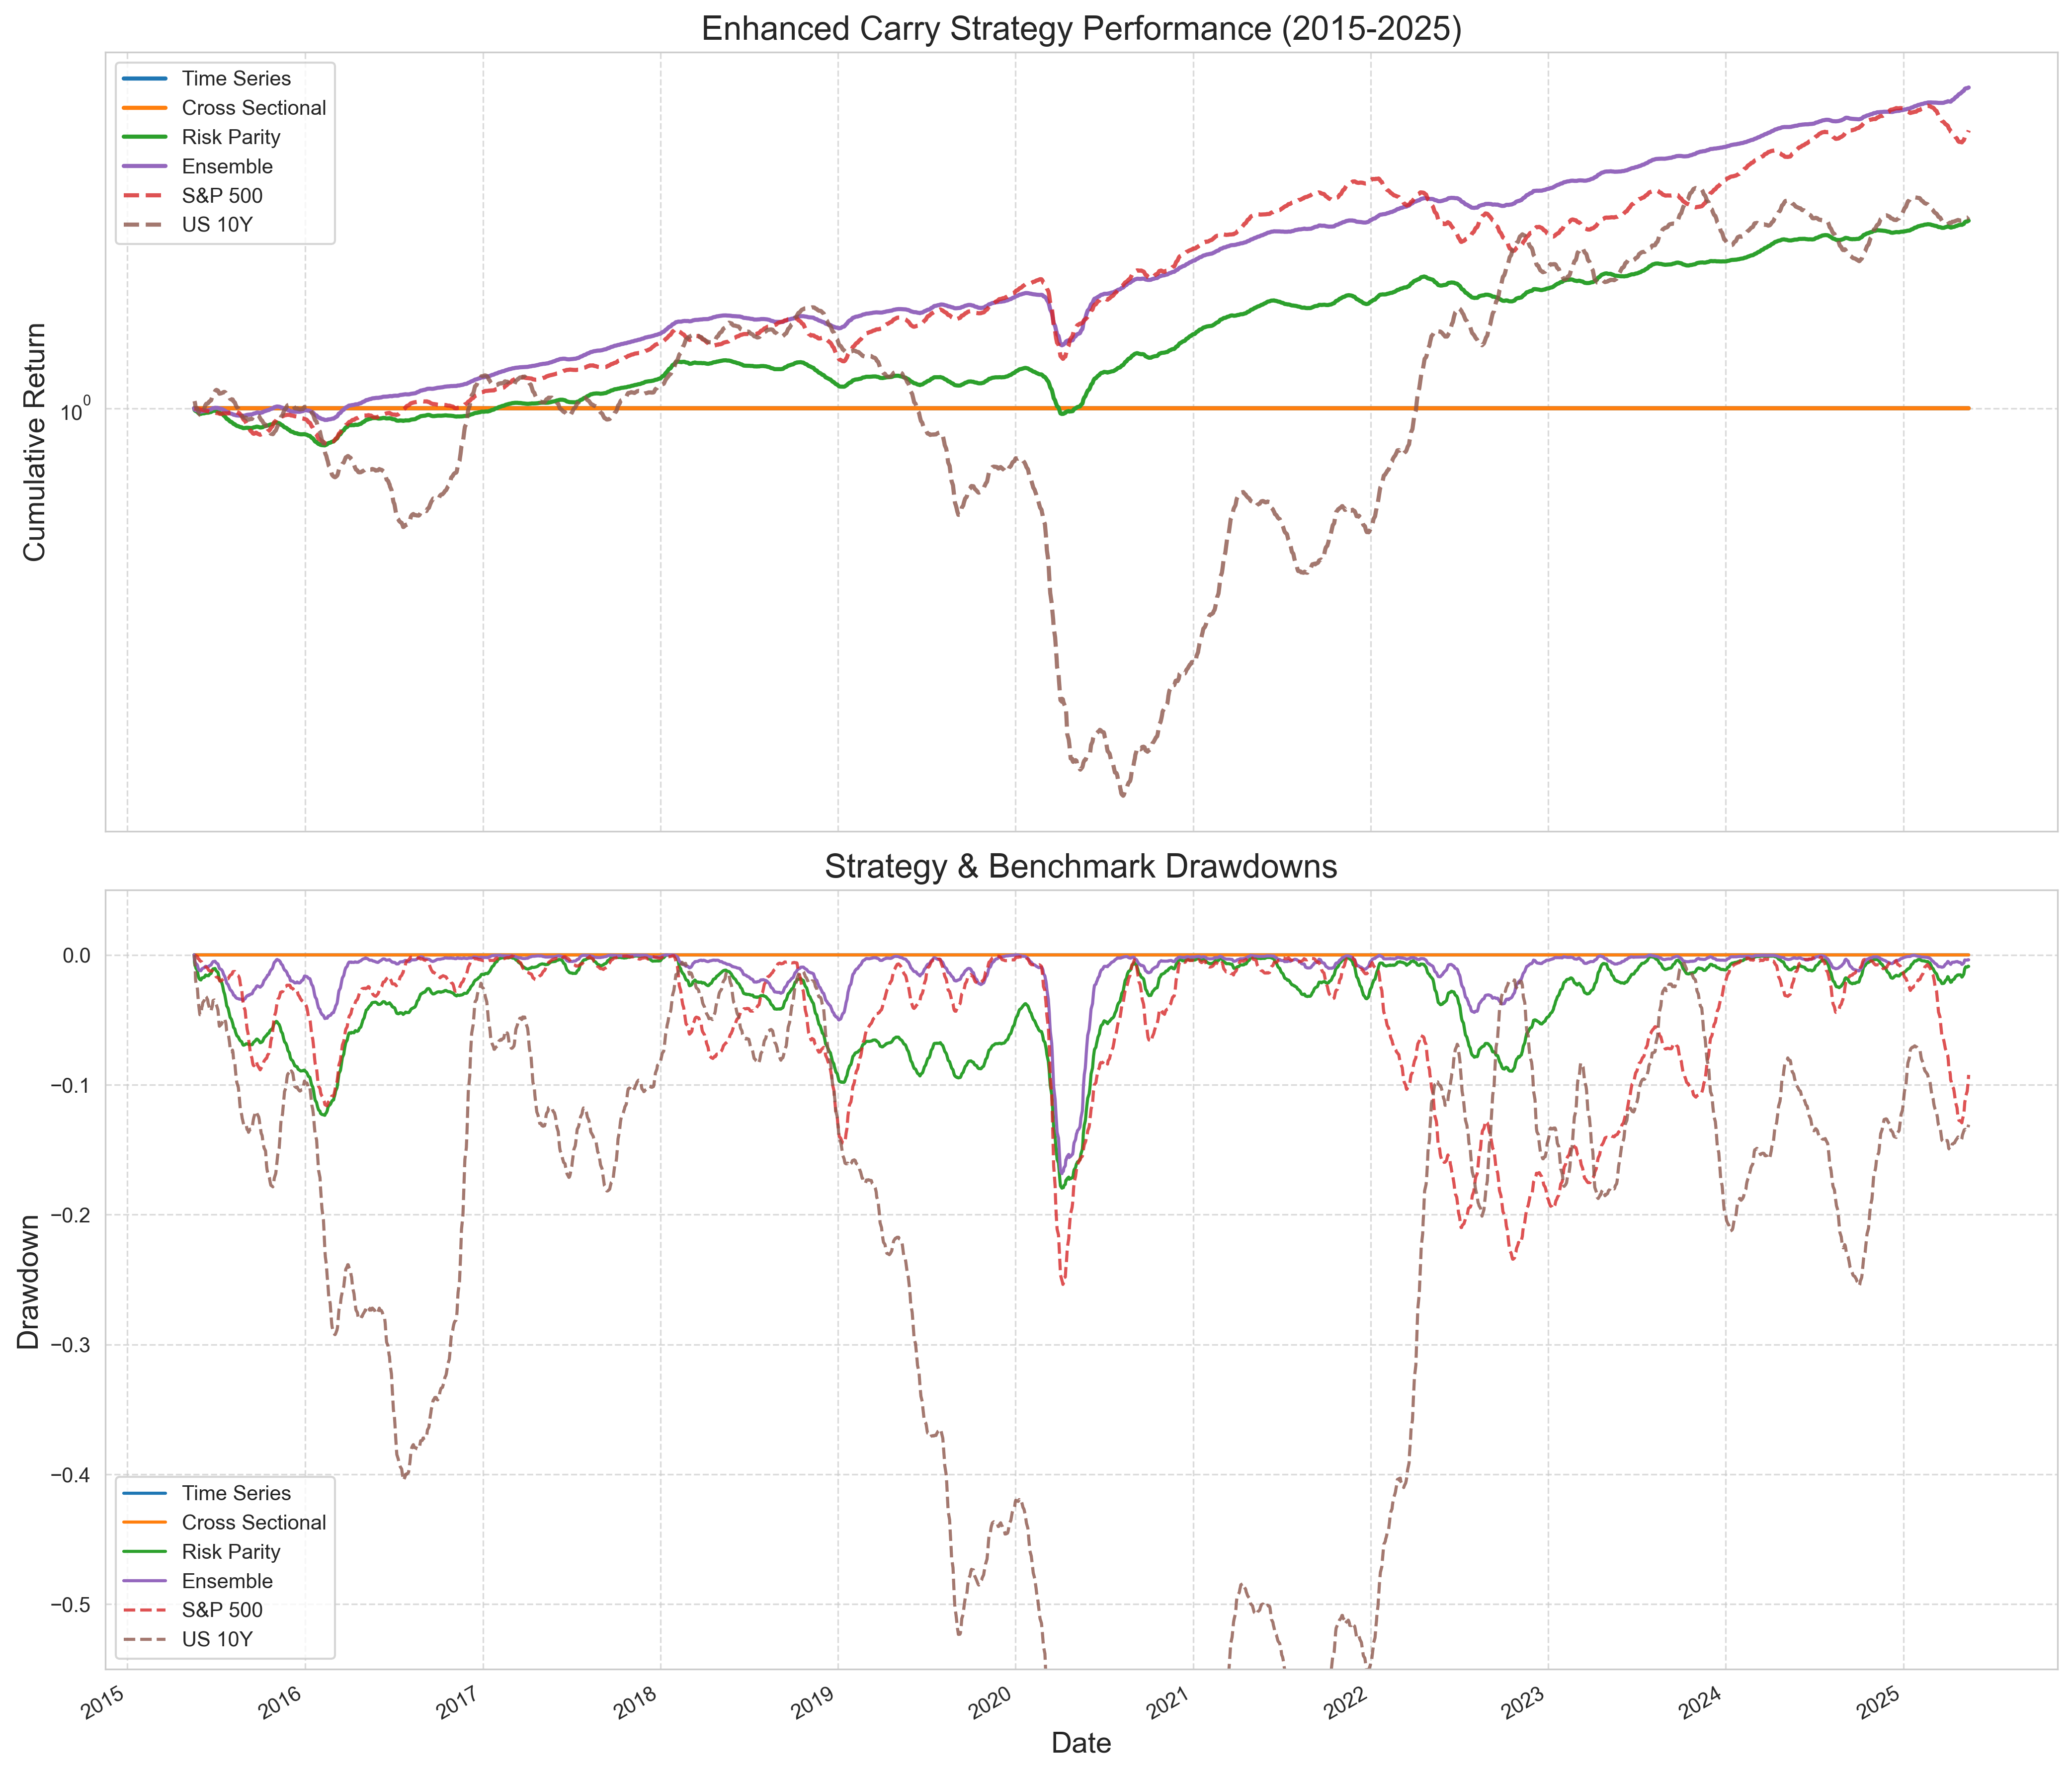 Enhanced Carry Strategy Performance (2015-2025)
Time Series
Cross Sectional
Risk Parity
Ensemble
S&P 500
US 10Y
Cumulative Return
10⁰
Strategy & Benchmark Drawdowns
0.0
−0.1
−0.2
−0.3
−0.4
−0.5
Drawdown
Time Series
Cross Sectional
Risk Parity
Ensemble
S&P 500
US 10Y
2015 2016 2017 2018 2019 2020 2021 2022 2023 2024 2025
Date